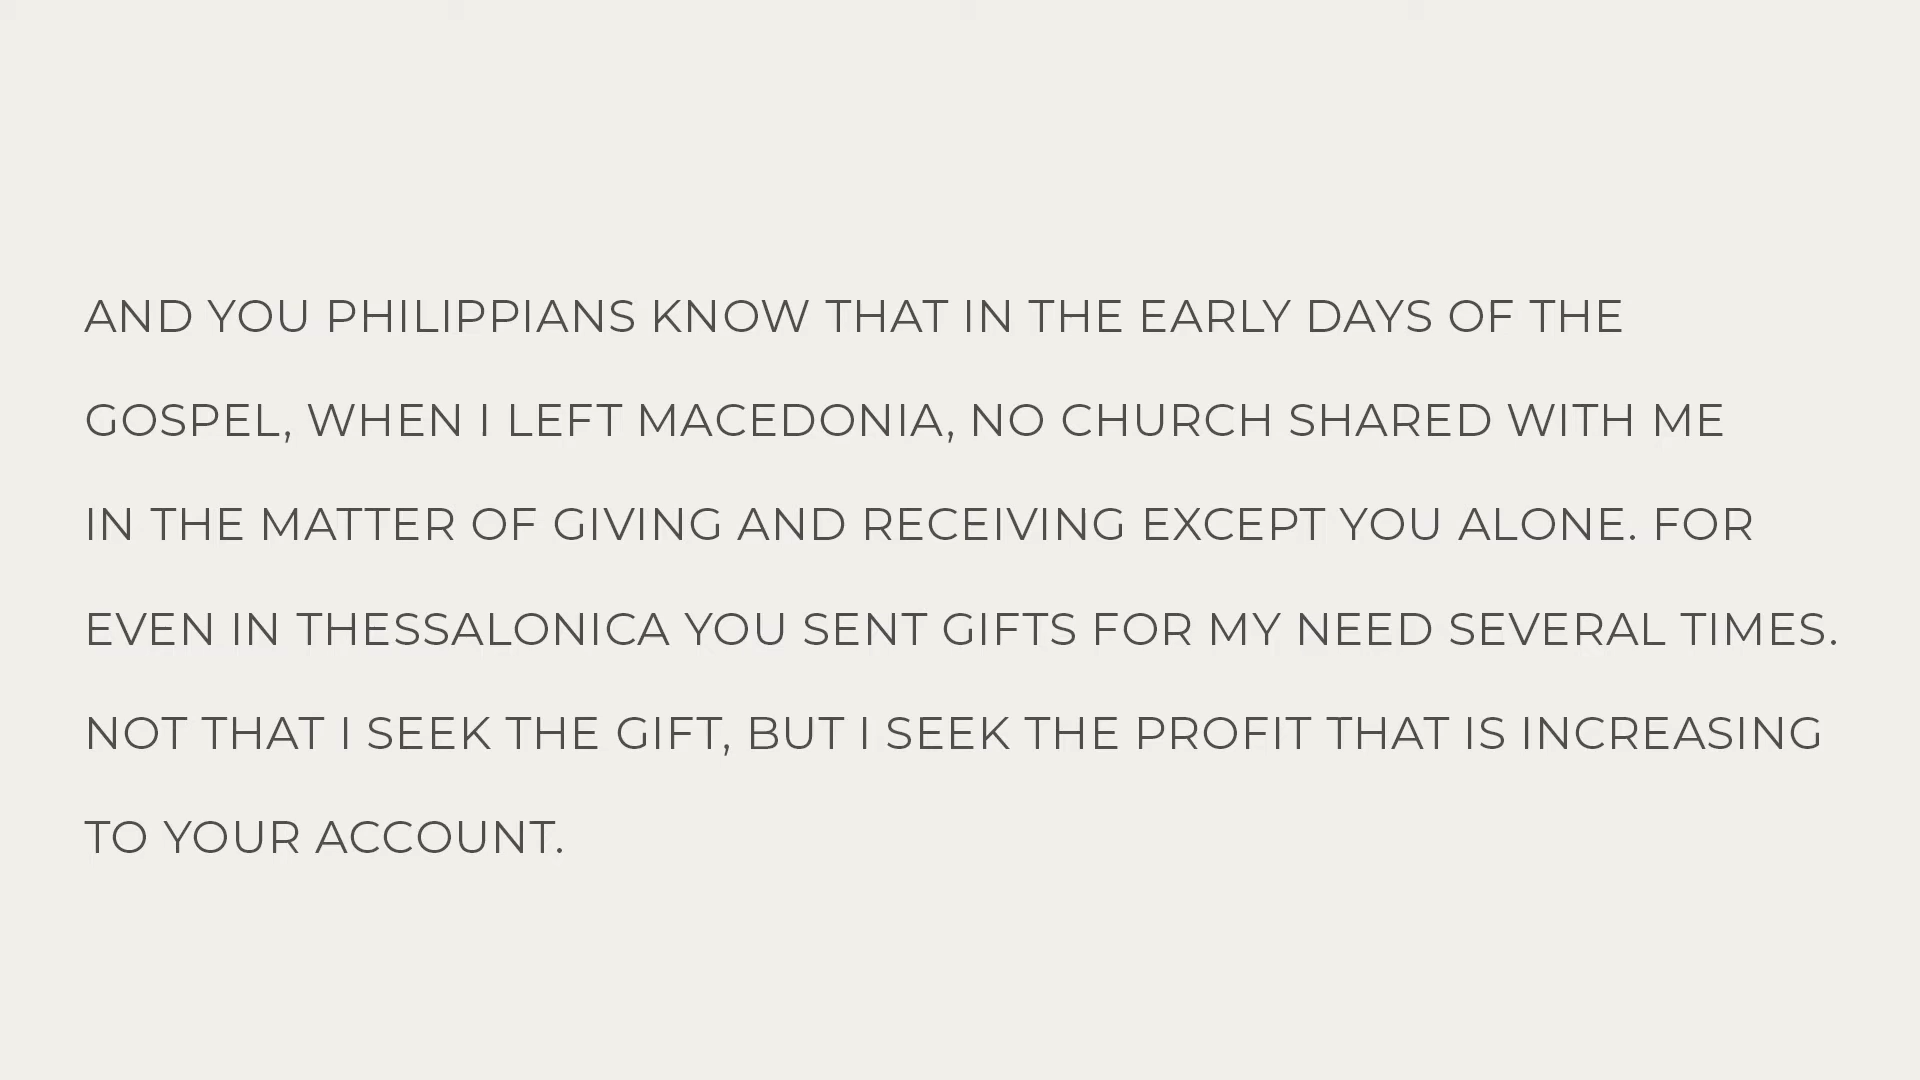 AND YOU PHILIPPIANS KNOW THAT IN THE EARLY DAYS OF THE
GOSPEL, WHEN I LEFT MACEDONIA, NO CHURCH SHARED WITH ME
IN THE MATTER OF GIVING AND RECEIVING EXCEPT YOU ALONE. FOR
EVEN IN THESSALONICA YOU SENT GIFTS FOR MY NEED SEVERAL TIMES.
NOT THAT I SEEK THE GIFT, BUT I SEEK THE PROFIT THAT IS INCREASING
TO YOUR ACCOUNT.